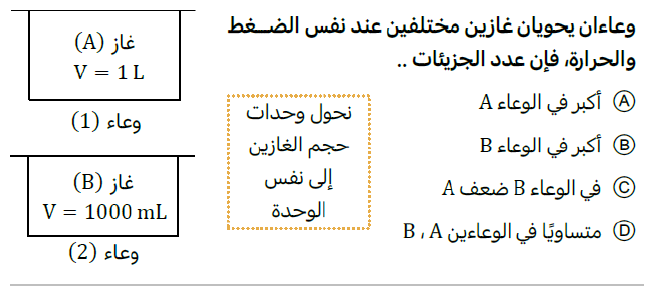 وعاءان يحويان غازين مختلفين عند نفس الضغط
والحرارة، فإن عدد الجزيئات ..
Ⓐ أكبر في الوعاء A
Ⓑ أكبر في الوعاء B
Ⓒ في الوعاء B ضعف A
Ⓓ متساويًا في الوعاءين B ، A
نحول وحدات
حجم الغازين
إلى نفس
الوحدة
غاز (A)
V = 1 L
وعاء (1)
غاز (B)
V = 1000 mL
وعاء (2)